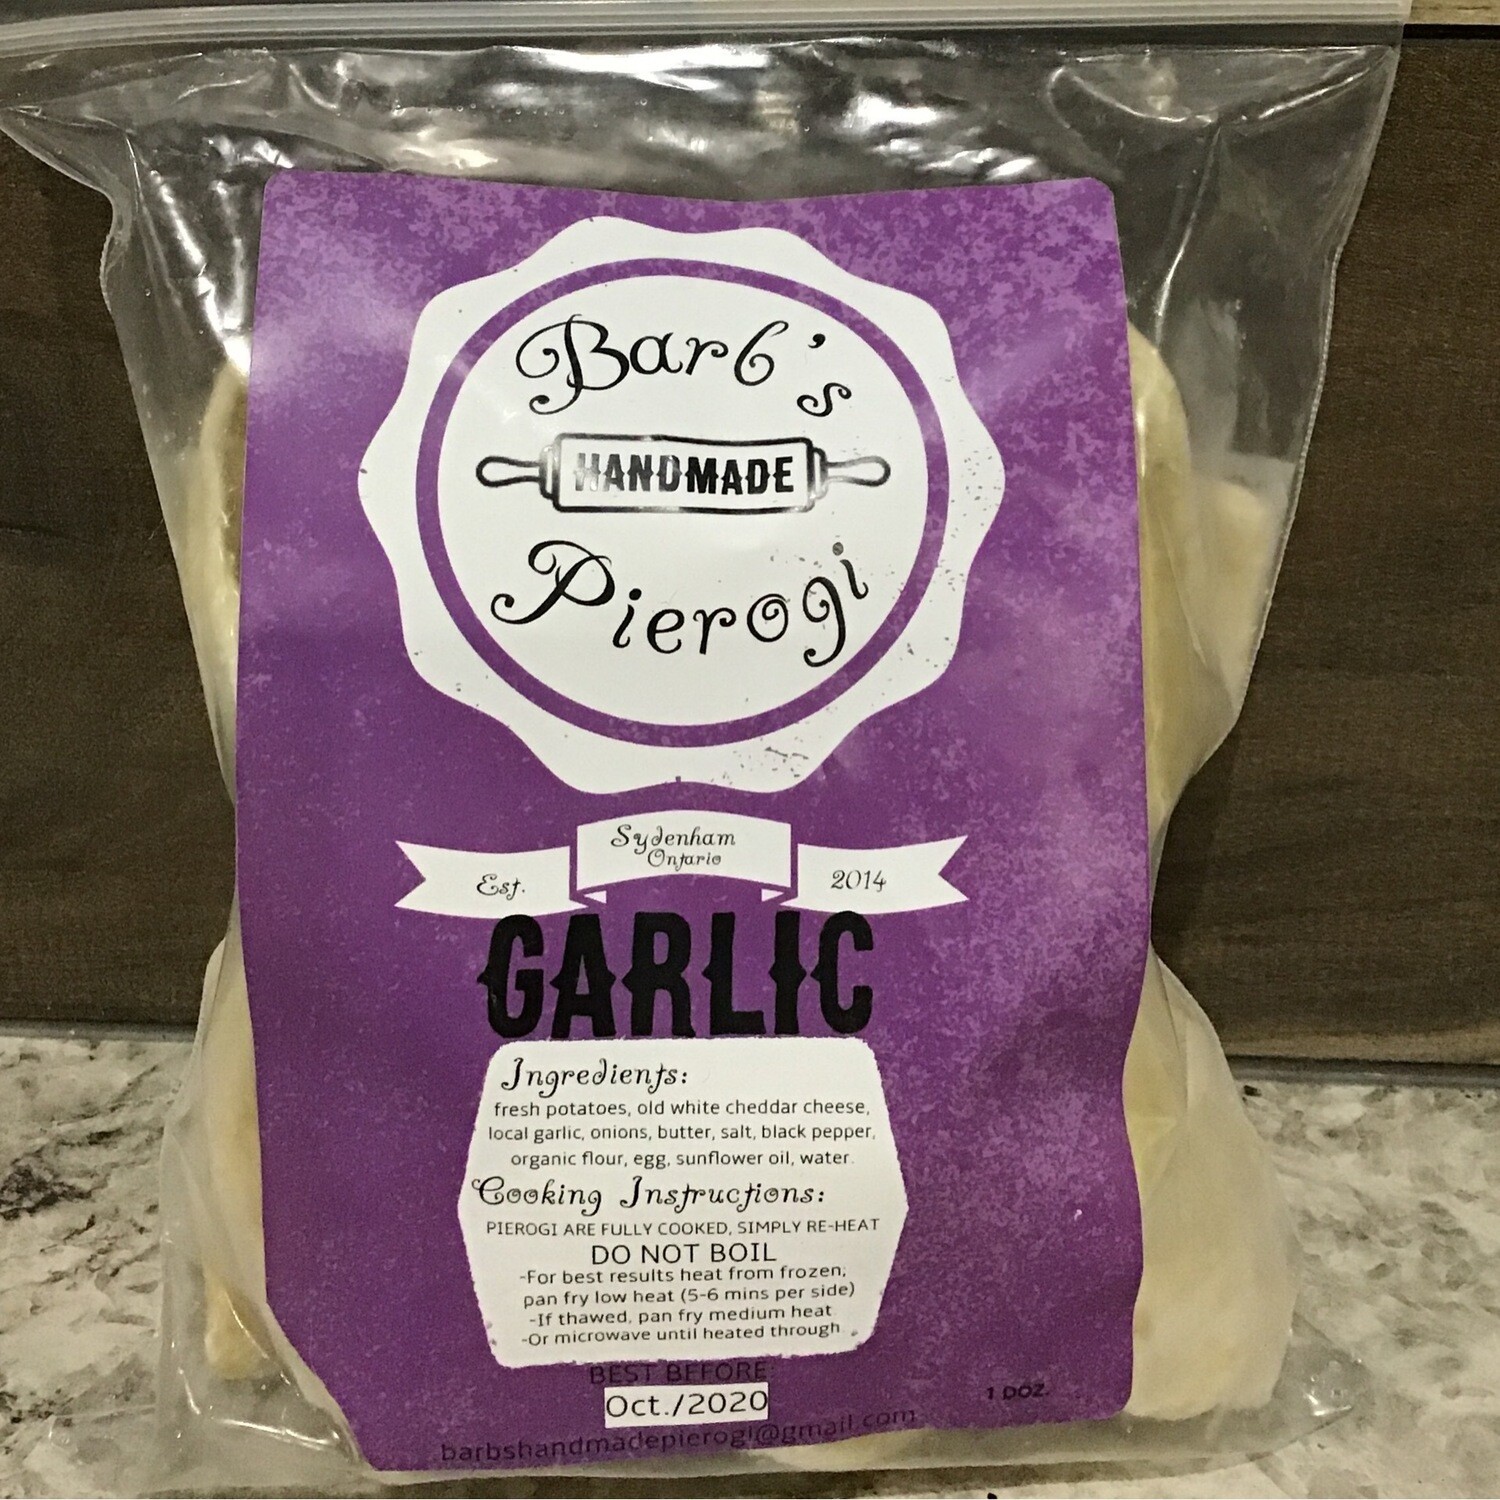 Barb's
HANDMADE
Pierogi
Sydenham
Ontario
Est. 2014
GARLIC
Ingredients:
fresh potatoes, old white cheddar cheese,
local garlic, onions, butter, salt, black pepper,
organic flour, egg, sunflower oil, water.
Cooking Instructions:
PIEROGI ARE FULLY COOKED, SIMPLY RE-HEAT
DO NOT BOIL
-For best results heat from frozen,
pan fry low heat (5-6 mins per side)
-If thawed, pan fry medium heat
-Or microwave until heated through
BEST BEFORE:
Oct./2020
1 DOZ.
barbshandmadepierogi@gmail.com